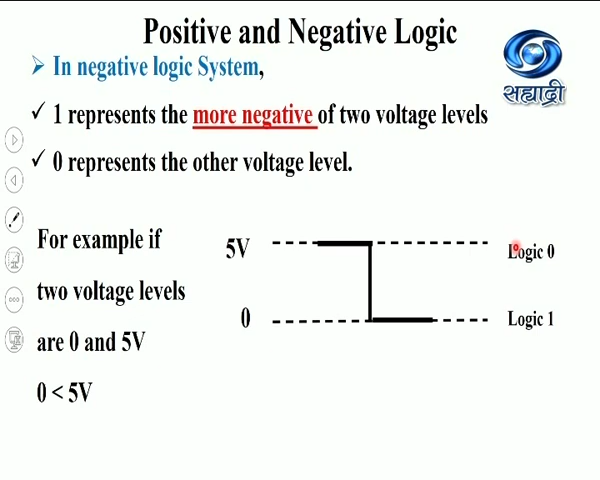 Positive and Negative Logic
In negative logic System,
1 represents the more negative of two voltage levels
0 represents the other voltage level.
सह्याद्री
For example if
two voltage levels
are 0 and 5V
0 < 5V
5V
Logic 0
0
Logic 1